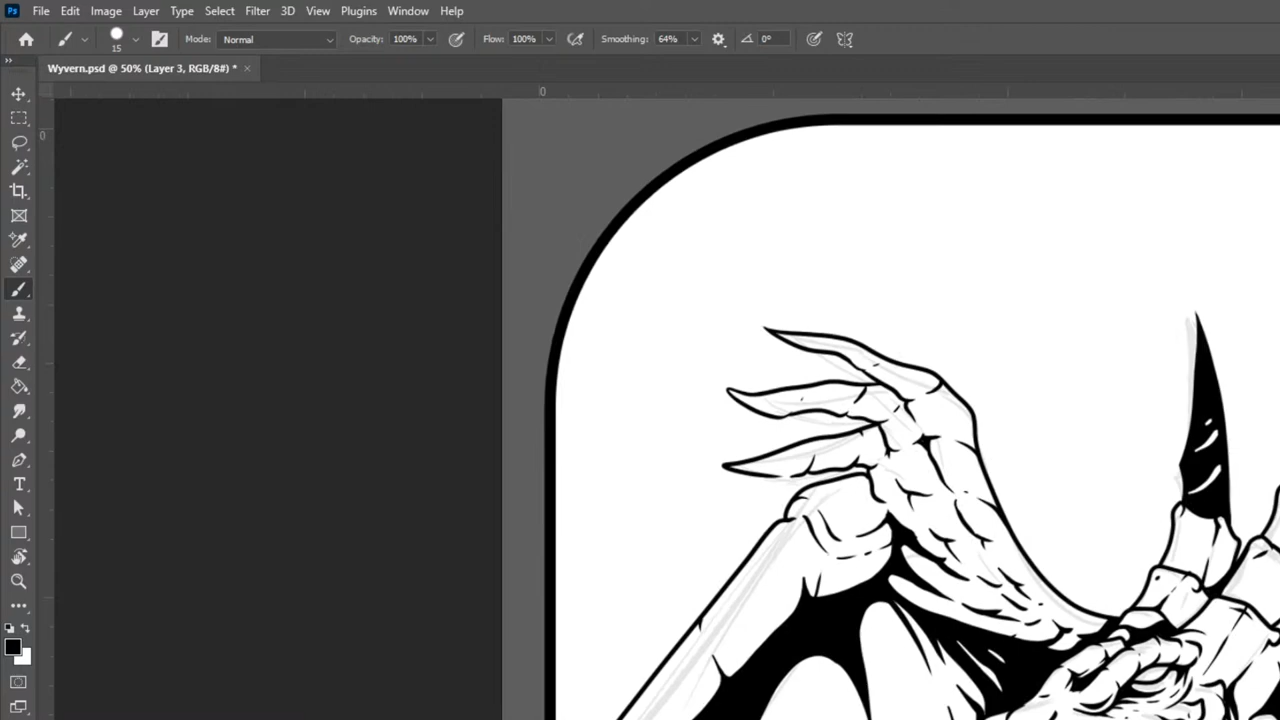 Ps File Edit Image Layer Type Select Filter 3D View Plugins Window Help
15 Mode: Normal Opacity: 100% Flow: 100% Smoothing: 64% 0°
Wyvern.psd @ 50% (Layer 3, RGB/8#) * ×
0
0